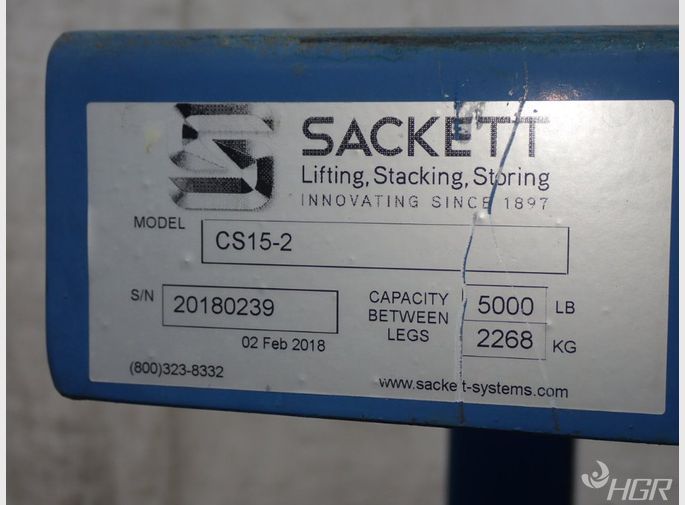 SACKETT
Lifting, Stacking, Storing
INNOVATING SINCE 1897
MODEL CS15-2
S/N 20180239
02 Feb 2018
CAPACITY BETWEEN LEGS
5000 LB
2268 KG
(800)323-8332
www.sackett-systems.com
HGR